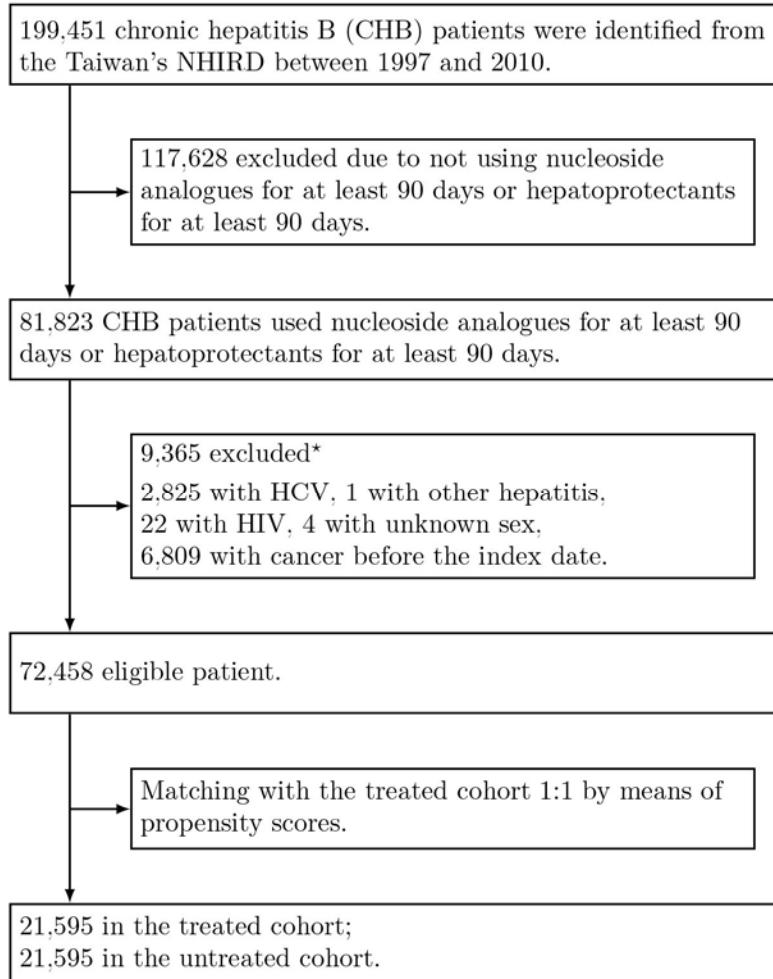 199,451 chronic hepatitis B (CHB) patients were identified from
the Taiwan's NHIRD between 1997 and 2010.
117,628 excluded due to not using nucleoside
analogues for at least 90 days or hepatoprotectants
for at least 90 days.
81,823 CHB patients used nucleoside analogues for at least 90
days or hepatoprotectants for at least 90 days.
9,365 excluded*
2,825 with HCV, 1 with other hepatitis,
22 with HIV, 4 with unknown sex,
6,809 with cancer before the index date.
72,458 eligible patient.
Matching with the treated cohort 1:1 by means of
propensity scores.
21,595 in the treated cohort;
21,595 in the untreated cohort.